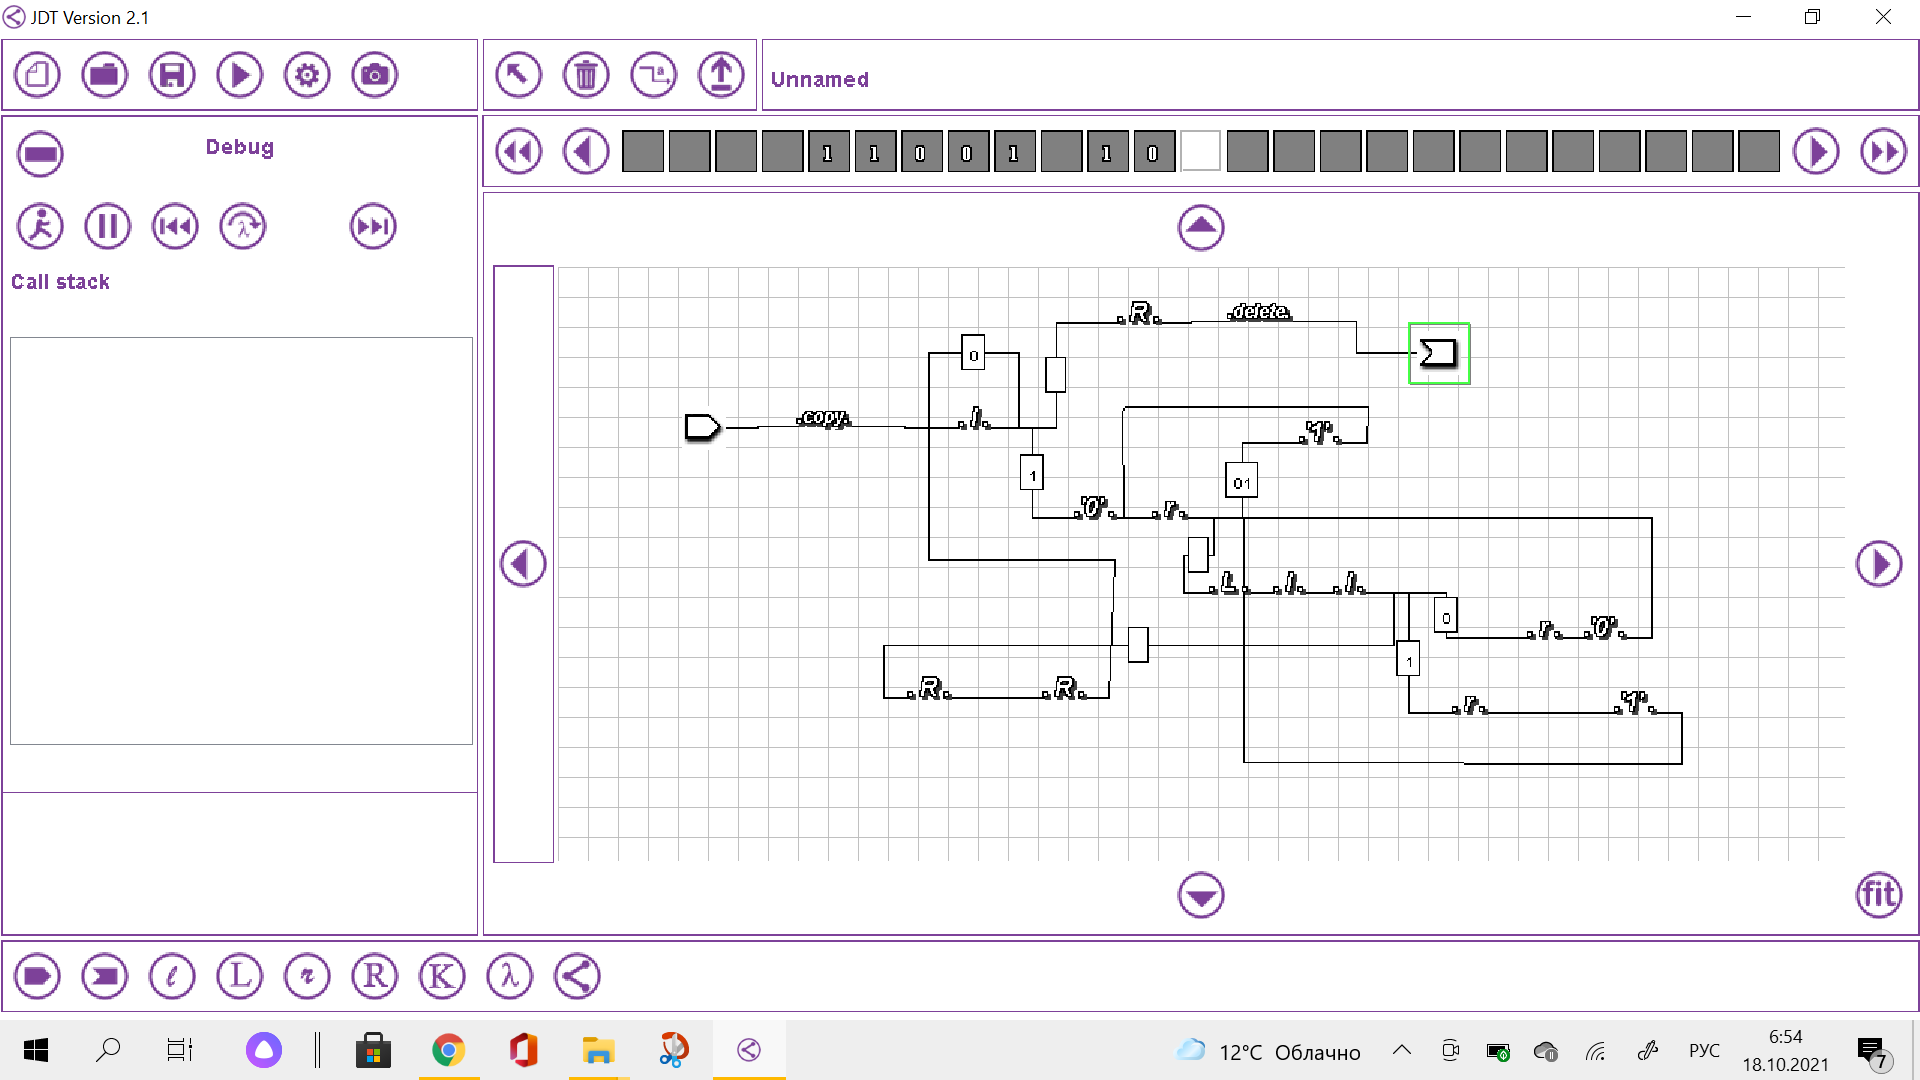 JDT Version 2.1
Unnamed
Debug
1 1 0 0 1 1 0
Call stack
.R. .delete.
0
.copy. .l.
.'1'.
1
01
.'0'. .r.
.L. .l. .l.
0
.r. .'0'.
1
.R. .R.
.r. .'1'.
fit
l L r R K λ
12°C Облачно
РУС
6:54
18.10.2021
7